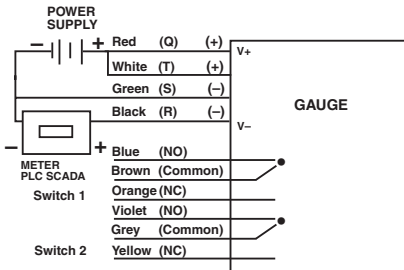 POWER
SUPPLY
– + Red (Q) (+) V+
White (T) (+)
Green (S) (–)
Black (R) (–) V–
GAUGE
– +
METER
PLC SCADA
Blue (NO)
Brown (Common)
Switch 1 Orange (NC)
Violet (NO)
Grey (Common)
Switch 2 Yellow (NC)